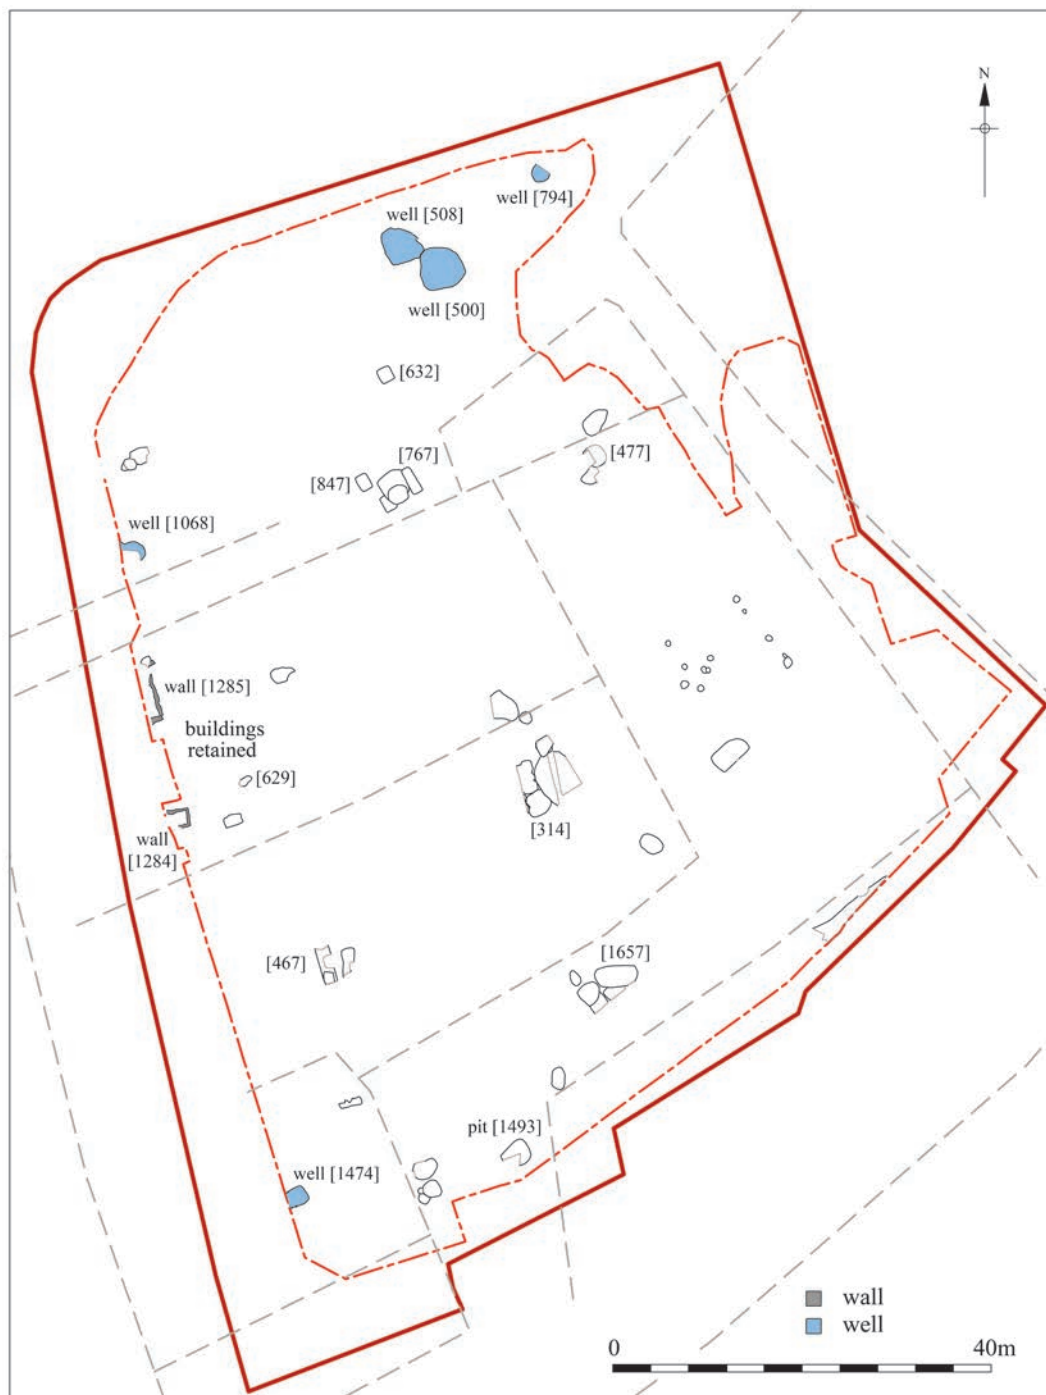 N
well [794]
well [508]
well [500]
[632]
[767]
[477]
[847]
well [1068]
wall [1285]
buildings
retained
[629]
wall
[1284]
[314]
[467]
[1657]
pit [1493]
well [1474]
wall
well
0 40m